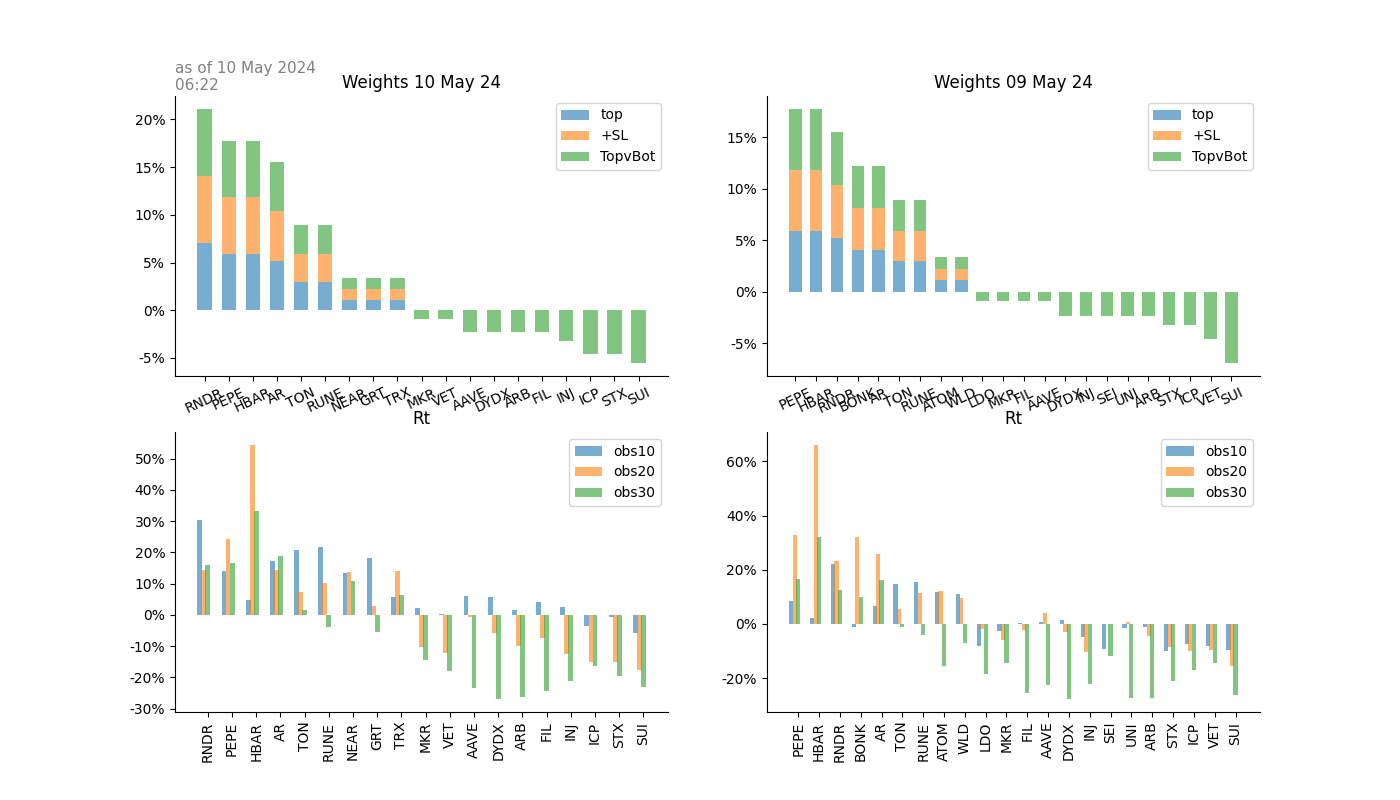 as of 10 May 2024
06:22
Weights 10 May 24
20%
15%
10%
5%
0%
-5%
top
+SL
TopvBot
RNDR PEPE HBAR AR TON RUNE NEAR GRT TRX MKR VET AAVE DYDX ARB FIL INJ ICP STX SUI
Weights 09 May 24
15%
10%
5%
0%
-5%
top
+SL
TopvBot
PEPE HBAR RNDR BONK AR TON RUNE ATOM WLD LDO MKR FIL AAVE DYDX INJ SEI UNI ARB STX ICP VET SUI
Rt
50%
40%
30%
20%
10%
0%
-10%
-20%
-30%
obs10
obs20
obs30
RNDR PEPE HBAR AR TON RUNE NEAR GRT TRX MKR VET AAVE DYDX ARB FIL INJ ICP STX SUI
Rt
60%
40%
20%
0%
-20%
obs10
obs20
obs30
PEPE HBAR RNDR BONK AR TON RUNE ATOM WLD LDO MKR FIL AAVE DYDX INJ SEI UNI ARB STX ICP VET SUI